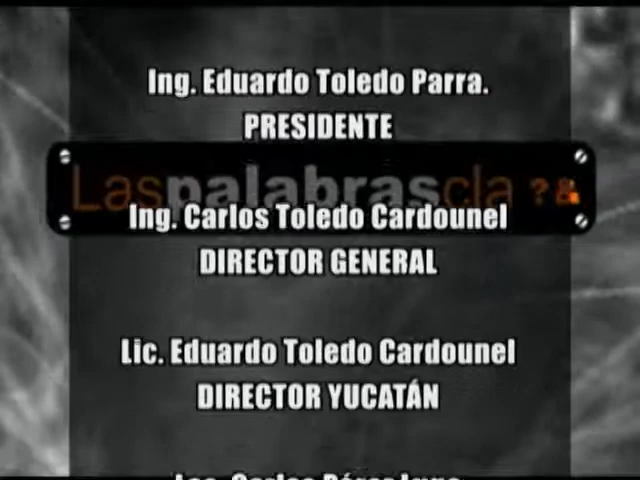 Ing. Eduardo Toledo Parra.
PRESIDENTE
Laspalabrascla ?&
Ing. Carlos Toledo Cardounel
DIRECTOR GENERAL
Lic. Eduardo Toledo Cardounel
DIRECTOR YUCATÁN